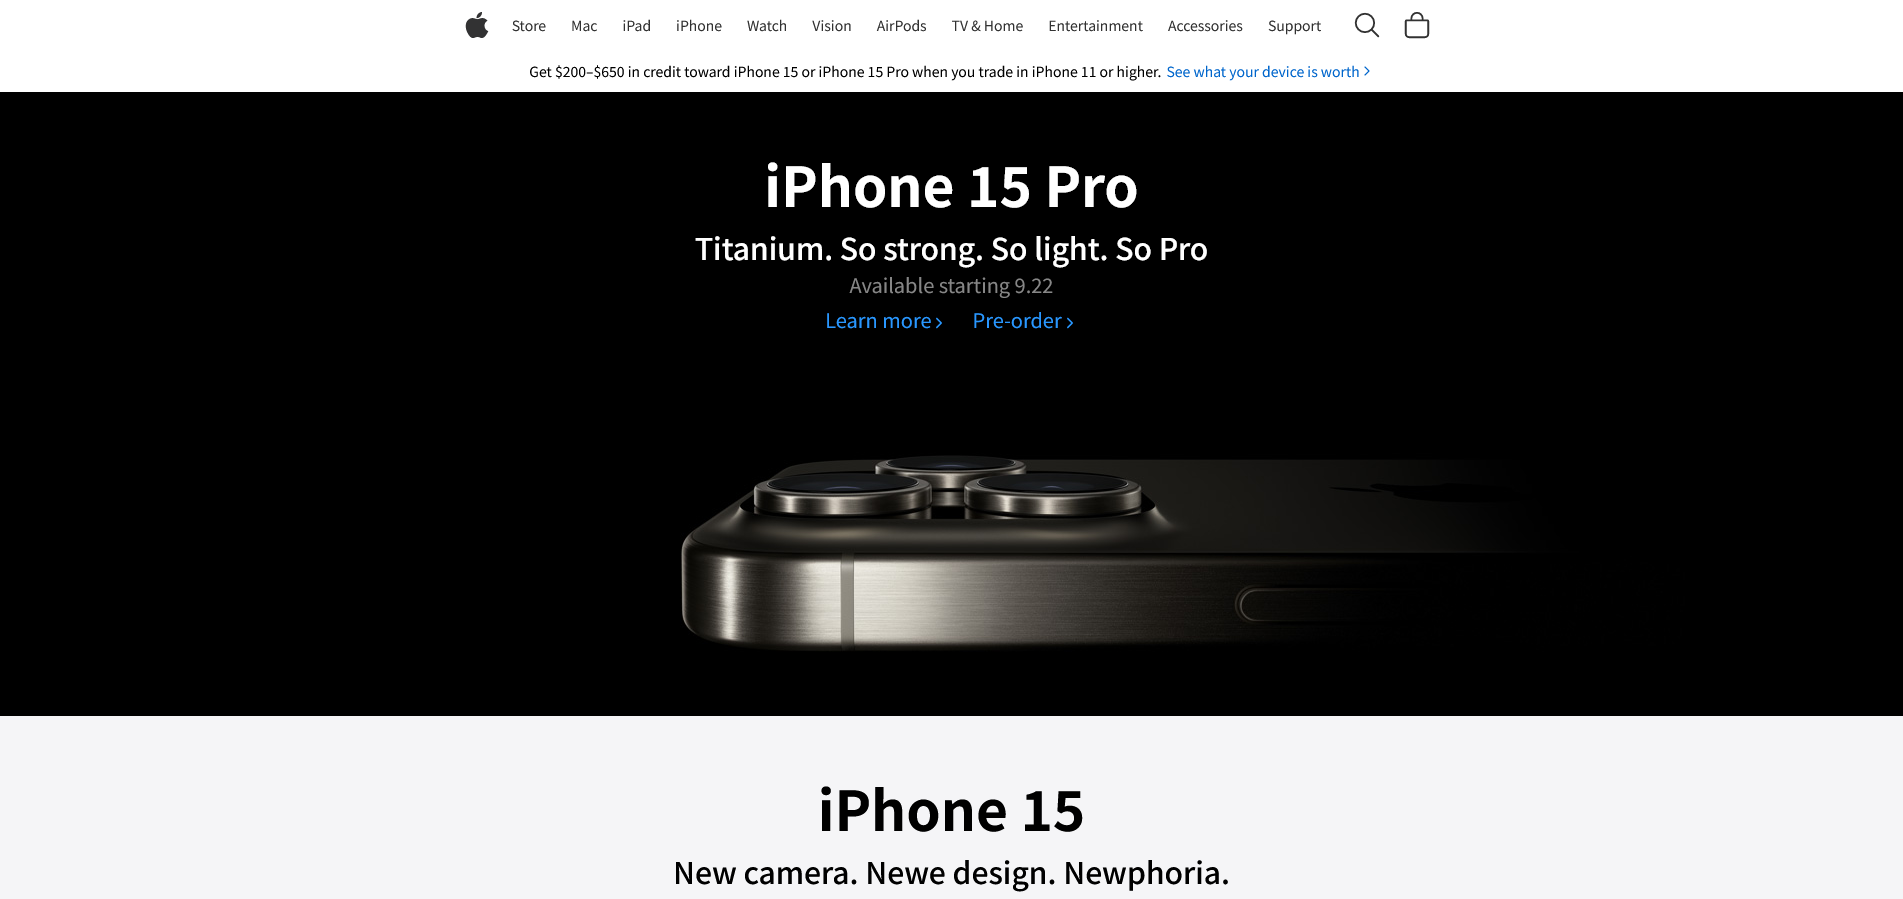 Store Mac iPad iPhone Watch Vision AirPods TV & Home Entertainment Accessories Support
Get $200–$650 in credit toward iPhone 15 or iPhone 15 Pro when you trade in iPhone 11 or higher. See what your device is worth >
iPhone 15 Pro
Titanium. So strong. So light. So Pro
Available starting 9.22
Learn more > Pre-order >
iPhone 15
New camera. Newe design. Newphoria.